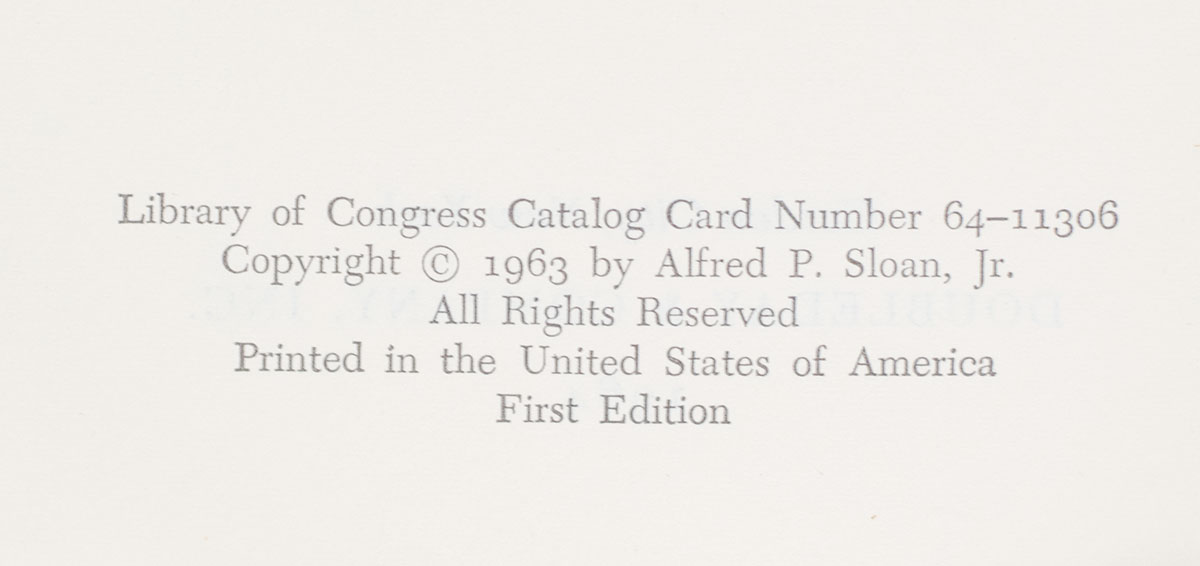 Library of Congress Catalog Card Number 64–11306
Copyright © 1963 by Alfred P. Sloan, Jr.
All Rights Reserved
Printed in the United States of America
First Edition